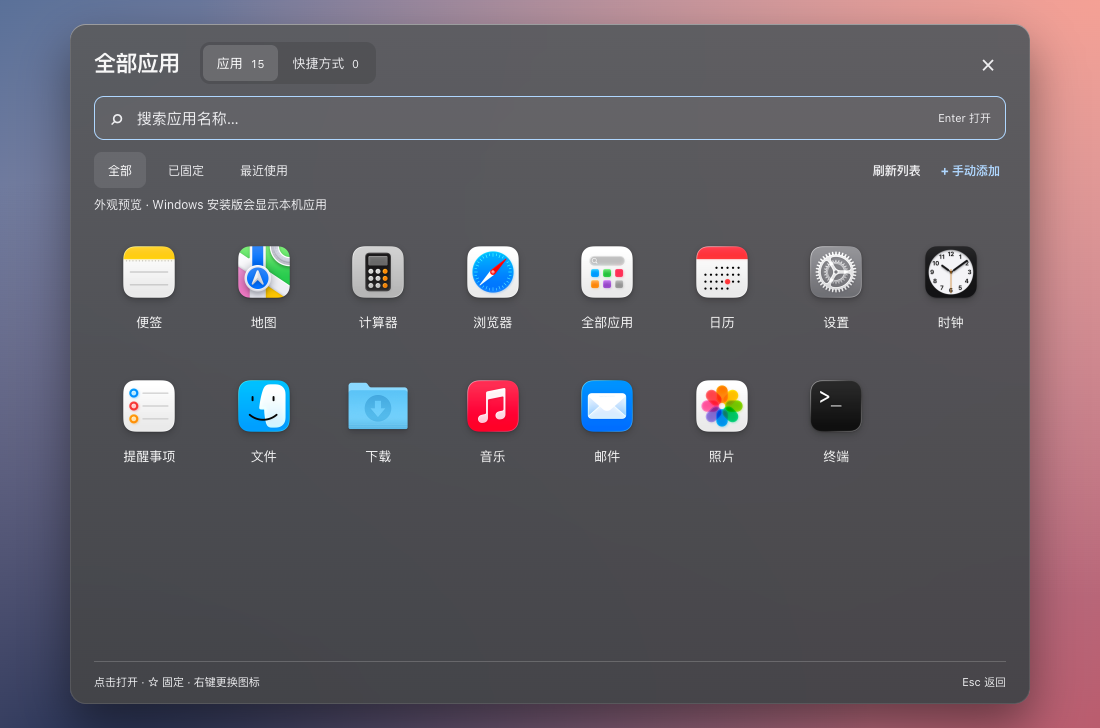 全部应用 应用 15 快捷方式 0
搜索应用名称... Enter 打开
全部 已固定 最近使用 刷新列表 + 手动添加
外观预览 · Windows 安装版会显示本机应用
便签 地图 计算器 浏览器 全部应用 日历 设置 时钟
提醒事项 文件 下载 音乐 邮件 照片 终端
点击打开 · ☆ 固定 · 右键更换图标 Esc 返回